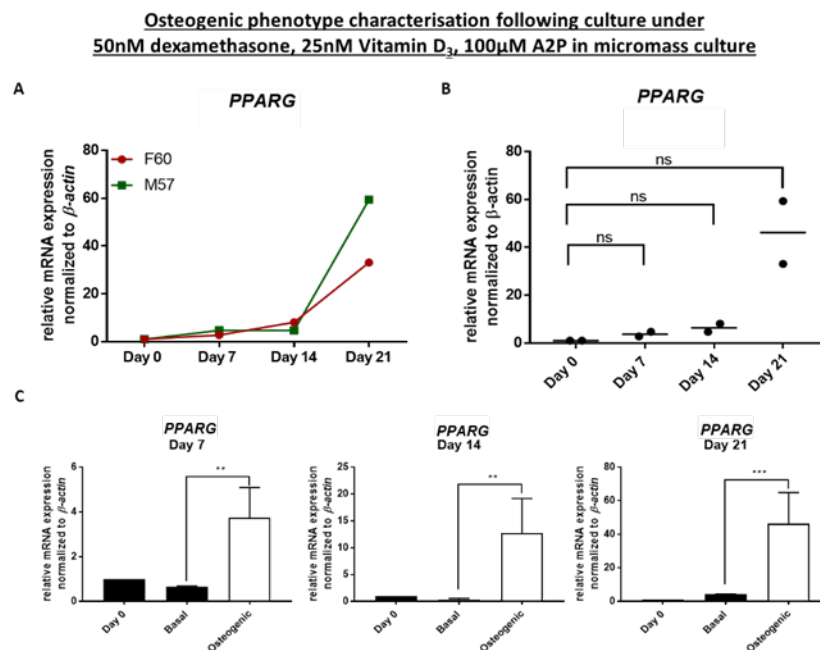 Osteogenic phenotype characterisation following culture under
50nM dexamethasone, 25nM Vitamin D3, 100µM A2P in micromass culture
A
PPARG
relative mRNA expression
normalized to β-actin
80
60
40
20
0
F60
M57
Day 0
Day 7
Day 14
Day 21
B
PPARG
relative mRNA expression
normalized to β-actin
80
60
40
20
0
ns
ns
ns
Day 0
Day 7
Day 14
Day 21
C
PPARG
Day 7
relative mRNA expression
normalized to β-actin
6
4
2
0
**
Day 0
Basal
Osteogenic
PPARG
Day 14
relative mRNA expression
normalized to β-actin
25
20
15
10
5
0
**
Day 0
Basal
Osteogenic
PPARG
Day 21
relative mRNA expression
normalized to β-actin
80
60
40
20
0
***
Day 0
Basal
Osteogenic